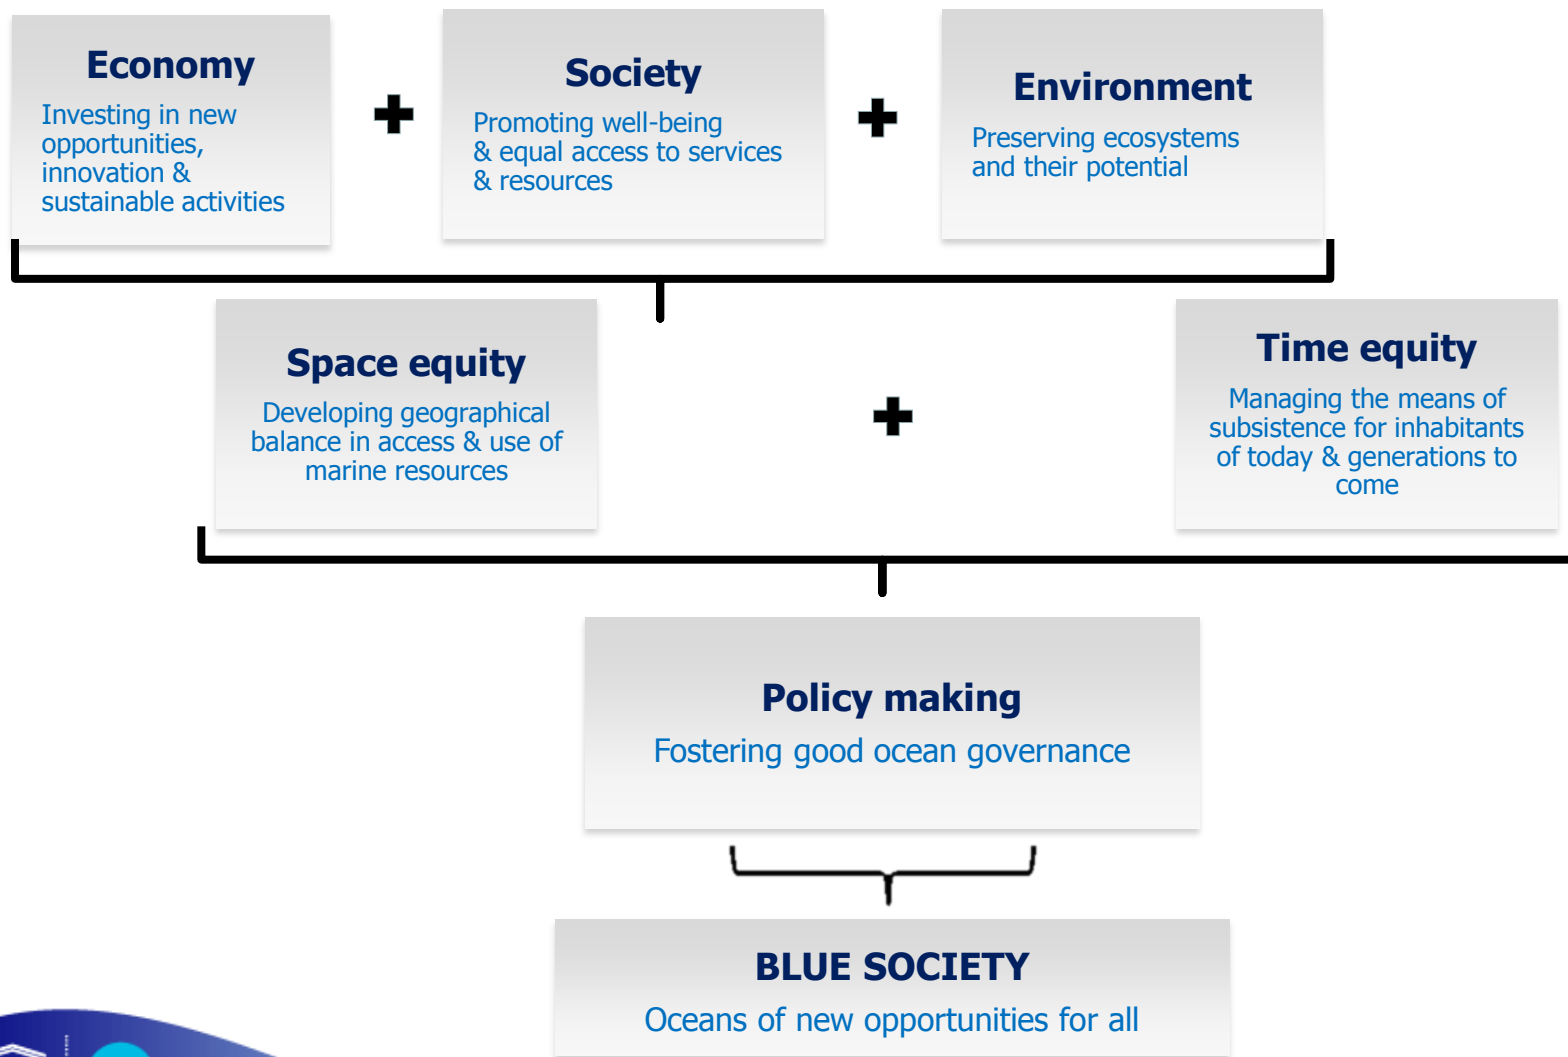 Economy
Investing in new
opportunities,
innovation &
sustainable activities
Society
Promoting well-being
& equal access to services
& resources
Environment
Preserving ecosystems
and their potential
Space equity
Developing geographical
balance in access & use of
marine resources
Time equity
Managing the means of
subsistence for inhabitants
of today & generations to
come
Policy making
Fostering good ocean governance
BLUE SOCIETY
Oceans of new opportunities for all